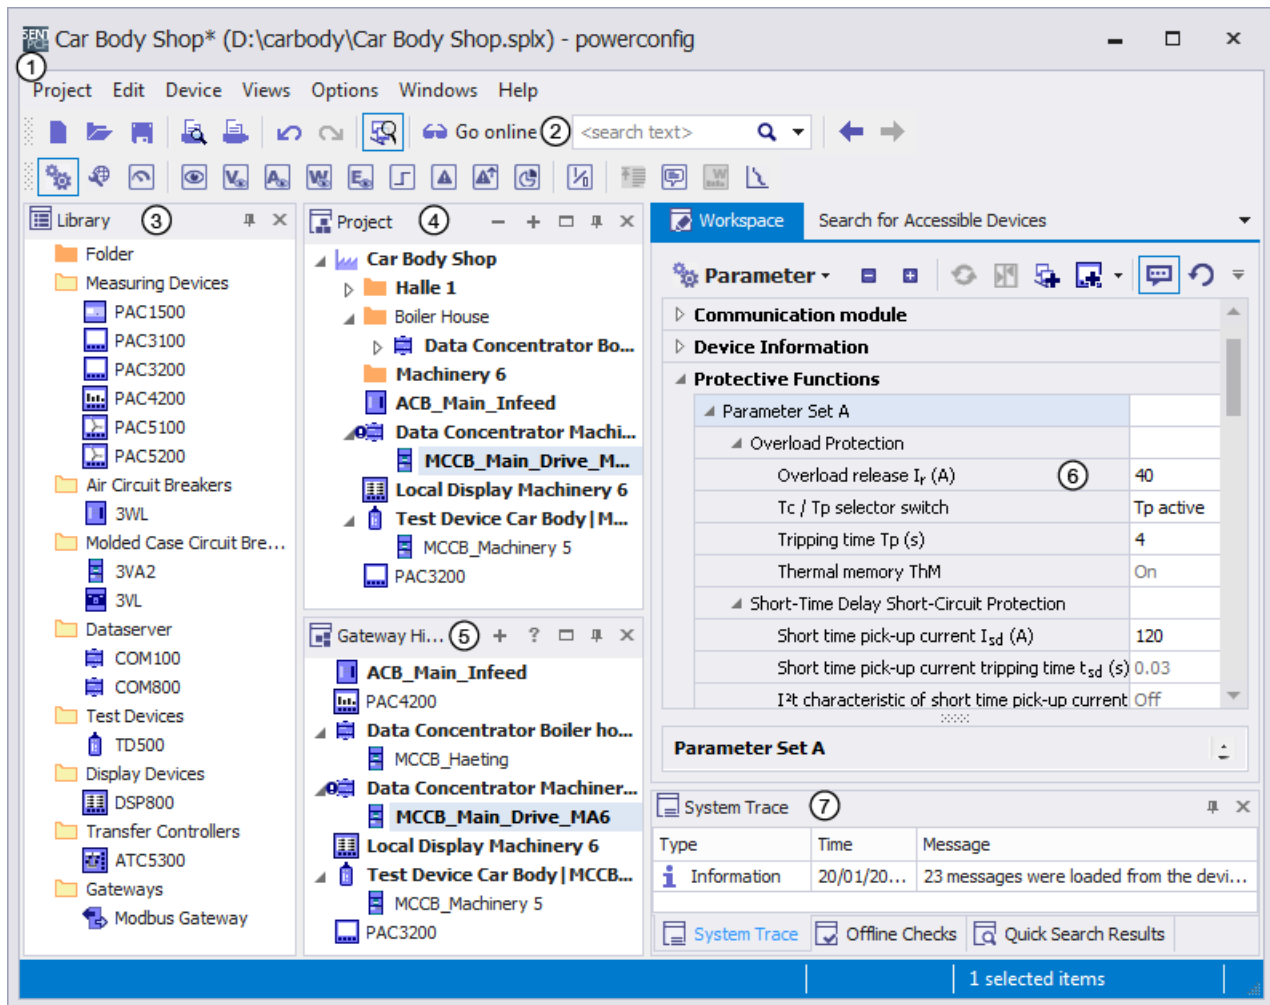 Car Body Shop* (D:\carbody\Car Body Shop.splx) - powerconfig
1
Project Edit Device Views Options Windows Help
Go online 2 <search text>
Library 3
Folder
Measuring Devices
PAC1500
PAC3100
PAC3200
PAC4200
PAC5100
PAC5200
Air Circuit Breakers
3WL
Molded Case Circuit Bre...
3VA2
3VL
Dataserver
COM100
COM800
Test Devices
TD500
Display Devices
DSP800
Transfer Controllers
ATC5300
Gateways
Modbus Gateway
Project 4
Car Body Shop
Halle 1
Boiler House
Data Concentrator Bo...
Machinery 6
ACB_Main_Infeed
Data Concentrator Machi...
MCCB_Main_Drive_M...
Local Display Machinery 6
Test Device Car Body|M...
MCCB_Machinery 5
PAC3200
Gateway Hi... 5
ACB_Main_Infeed
PAC4200
Data Concentrator Boiler ho...
MCCB_Haeting
Data Concentrator Machiner...
MCCB_Main_Drive_MA6
Local Display Machinery 6
Test Device Car Body|MCCB...
MCCB_Machinery 5
PAC3200
Workspace Search for Accessible Devices
Parameter
Communication module
Device Information
Protective Functions
Parameter Set A
Overload Protection
Overload release Ir (A) 6 40
Tc / Tp selector switch Tp active
Tripping time Tp (s) 4
Thermal memory ThM On
Short-Time Delay Short-Circuit Protection
Short time pick-up current Isd (A) 120
Short time pick-up current tripping time tsd (s) 0.03
I²t characteristic of short time pick-up current Off
Parameter Set A
System Trace 7
Type Time Message
Information 20/01/20... 23 messages were loaded from the devi...
System Trace Offline Checks Quick Search Results
1 selected items